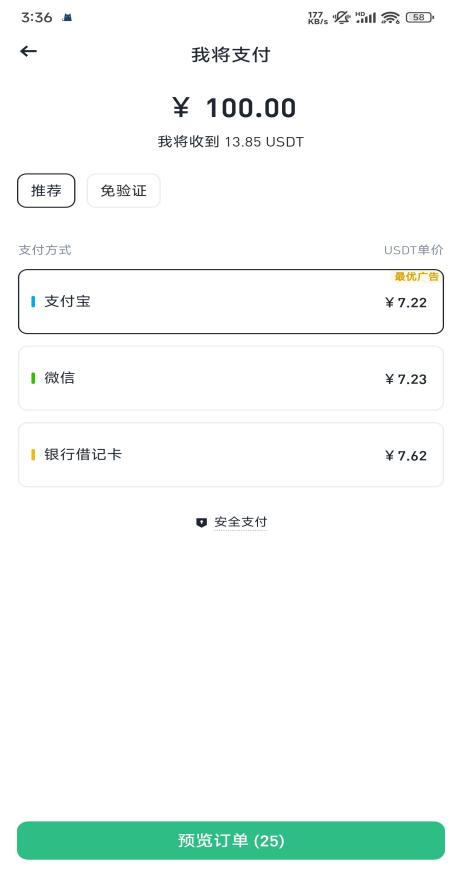 3:36 177 KB/s HD 58
我将支付
¥ 100.00
我将收到 13.85 USDT
推荐 免验证
支付方式 USDT单价
最优广告
支付宝 ¥ 7.22
微信 ¥ 7.23
银行借记卡 ¥ 7.62
安全支付
预览订单 (25)